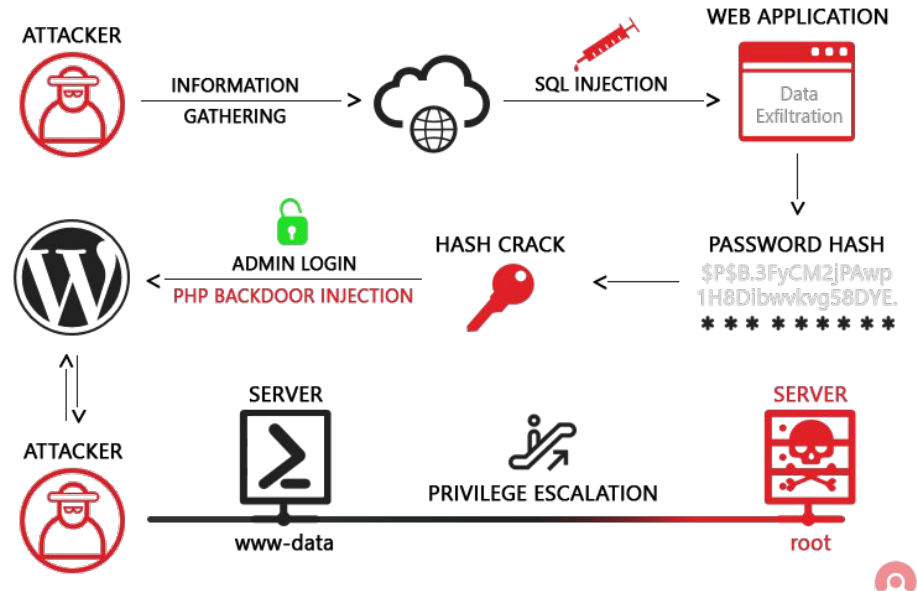 ATTACKER
INFORMATION
GATHERING
SQL INJECTION
WEB APPLICATION
Data
Exfiltration
ADMIN LOGIN
PHP BACKDOOR INJECTION
HASH CRACK
PASSWORD HASH
$P$B.3FyCM2jPAwp
1H8Dibwvkvg58DYE.
* * * * * * * * *
ATTACKER
SERVER
www-data
PRIVILEGE ESCALATION
SERVER
root